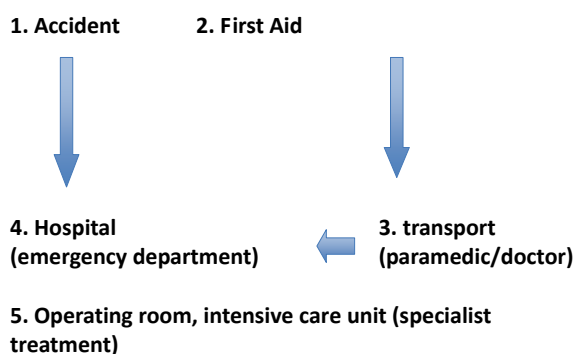 1. Accident
2. First Aid
4. Hospital
(emergency department)
3. transport
(paramedic/doctor)
5. Operating room, intensive care unit (specialist
treatment)